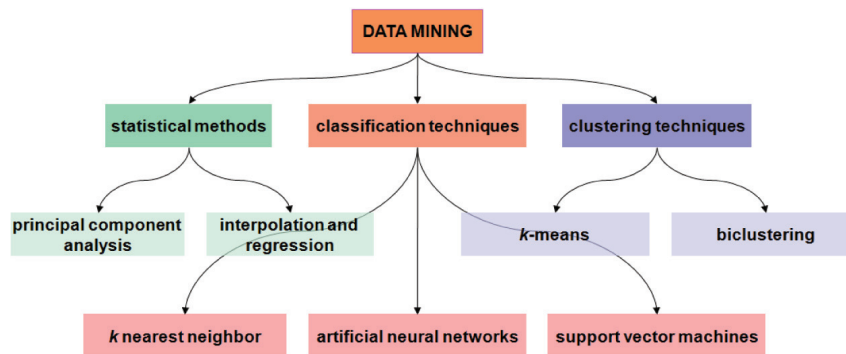 DATA MINING
statistical methods
classification techniques
clustering techniques
principal component
analysis
interpolation and
regression
k-means
biclustering
k nearest neighbor
artificial neural networks
support vector machines